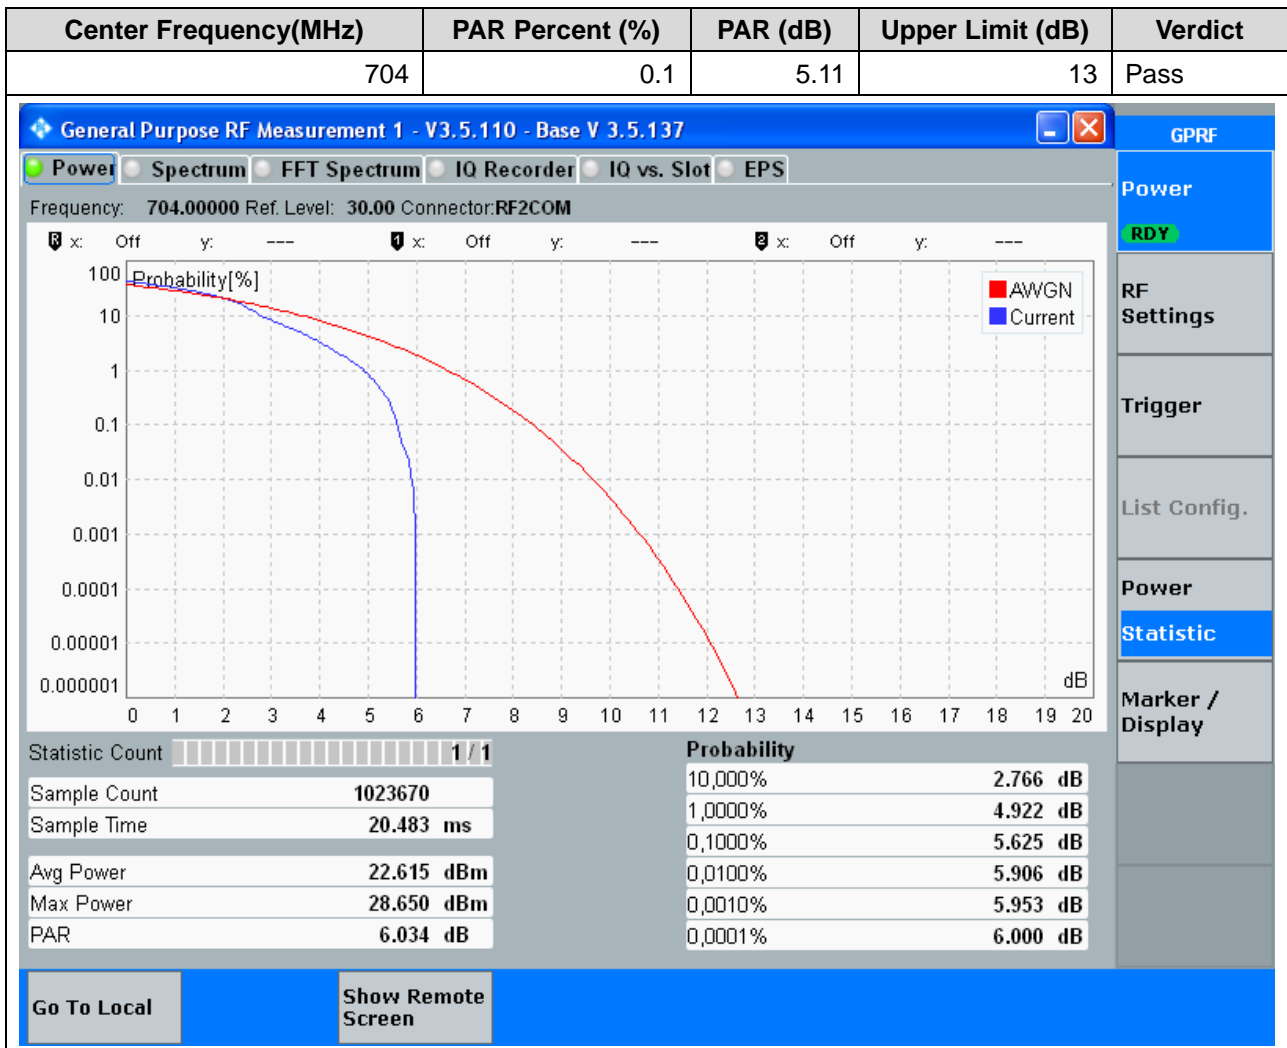 Center Frequency(MHz) PAR Percent (%) PAR (dB) Upper Limit (dB) Verdict
704 0.1 5.11 13 Pass
General Purpose RF Measurement 1 - V3.5.110 - Base V 3.5.137
GPRF
Power Spectrum FFT Spectrum IQ Recorder IQ vs. Slot EPS
Power
RDY
Frequency: 704.00000 Ref. Level: 30.00 Connector:RF2COM
R x: Off y: --- 1 x: Off y: --- 2 x: Off y: ---
Probability[%]
AWGN
Current
100
10
1
0.1
0.01
0.001
0.0001
0.00001
0.000001
dB
0 1 2 3 4 5 6 7 8 9 10 11 12 13 14 15 16 17 18 19 20
RF
Settings
Trigger
List Config.
Power
Statistic
Marker /
Display
Statistic Count 1 / 1
Sample Count 1023670
Sample Time 20.483 ms
Avg Power 22.615 dBm
Max Power 28.650 dBm
PAR 6.034 dB
Probability
10,000% 2.766 dB
1,0000% 4.922 dB
0,1000% 5.625 dB
0,0100% 5.906 dB
0,0010% 5.953 dB
0,0001% 6.000 dB
Go To Local
Show Remote
Screen